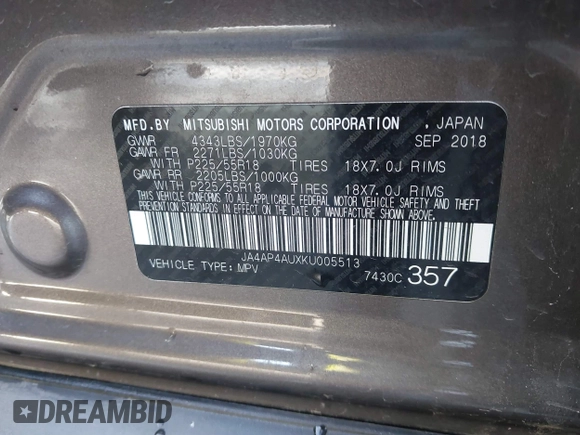 MFD.BY MITSUBISHI MOTORS CORPORATION , JAPAN
GVWR 4343LBS/1970KG SEP 2018
GAWR FR 2271LBS/1030KG
WITH P225/55R18 TIRES 18X7.0J RIMS
GAWR RR 2205LBS/1000KG
WITH P225/55R18 TIRES 18X7.0J RIMS
THIS VEHICLE CONFORMS TO ALL APPLICABLE FEDERAL MOTOR VEHICLE SAFETY AND THEFT
PREVENTION STANDARDS IN EFFECT ON THE DATE OF MANUFACTURE SHOWN ABOVE.
JA4AP4AUXKU005513
VEHICLE TYPE: MPV 7430C 357
DREAMBID